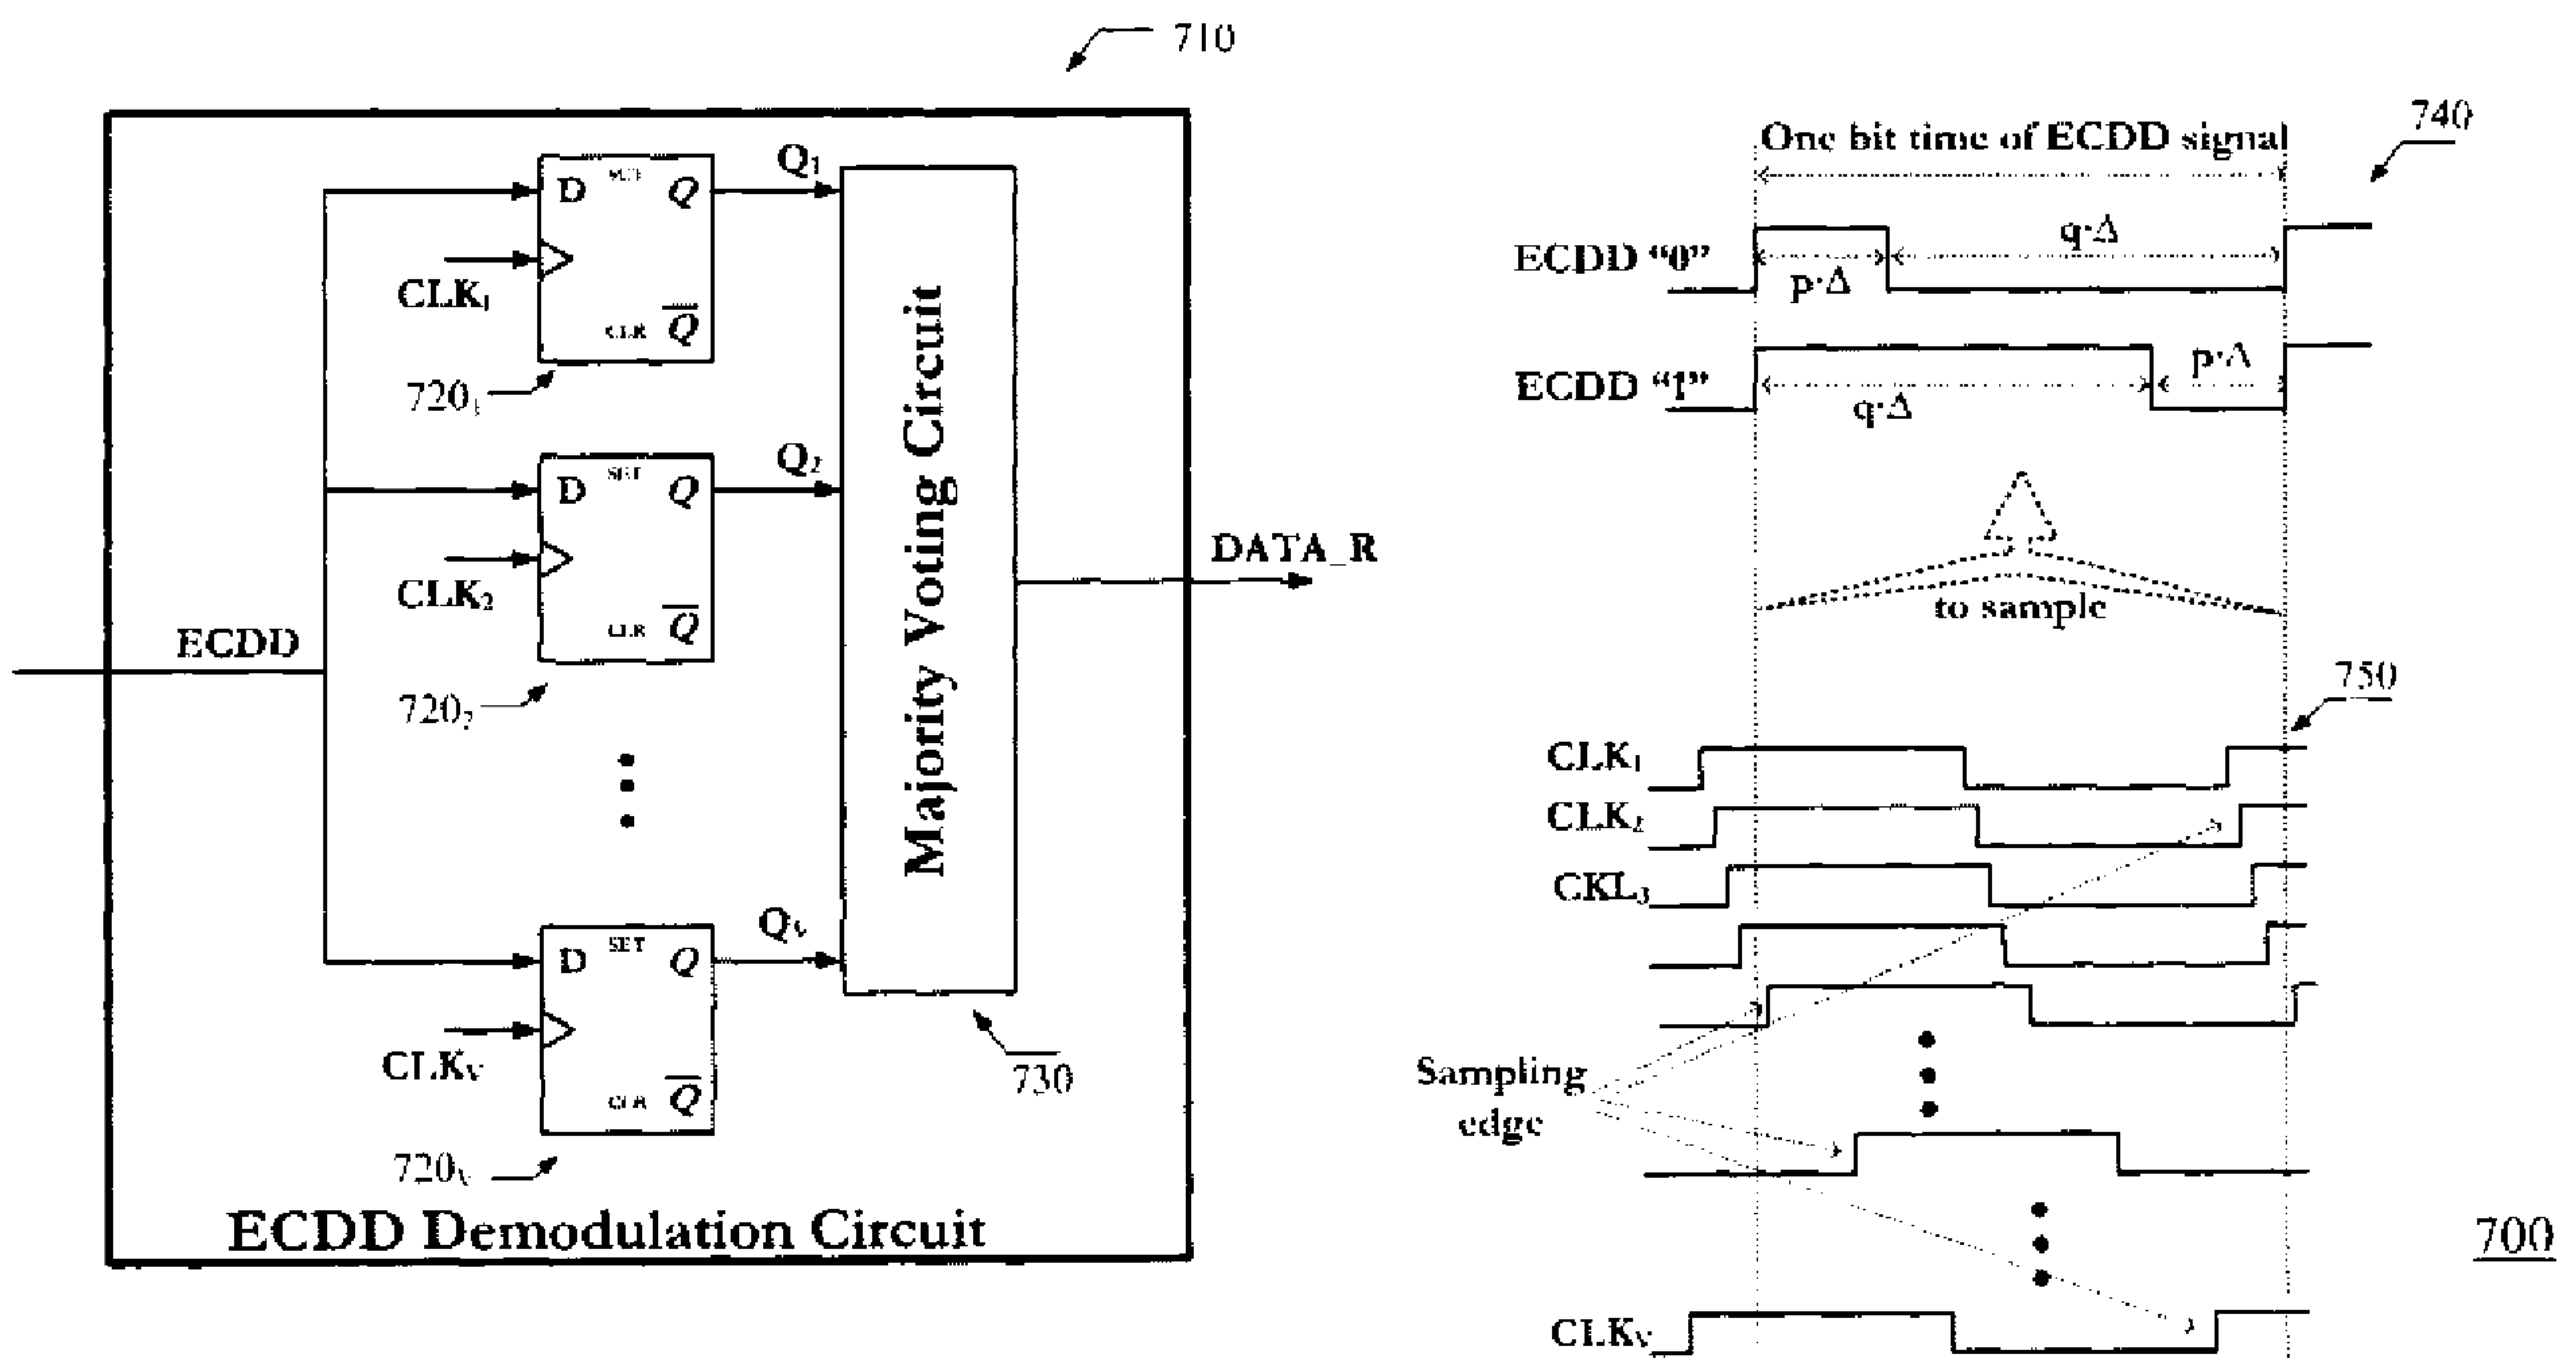 710
D SET Q
Q₁
CLK₁
CLR Q̅
720₁
D SET Q
Q₂
CLK₂
CLR Q̅
720₂
ECDD
D SET Q
Qᵥ
CLKᵥ
CLR Q̅
720ᵥ
Majority Voting Circuit
730
DATA_R
ECDD Demodulation Circuit
740
One bit time of ECDD signal
ECDD “0”
p·Δ
q·Δ
ECDD “1”
q·Δ
p·Δ
to sample
750
CLK₁
CLK₂
CKL₃
Sampling
edge
CLKᵥ
700